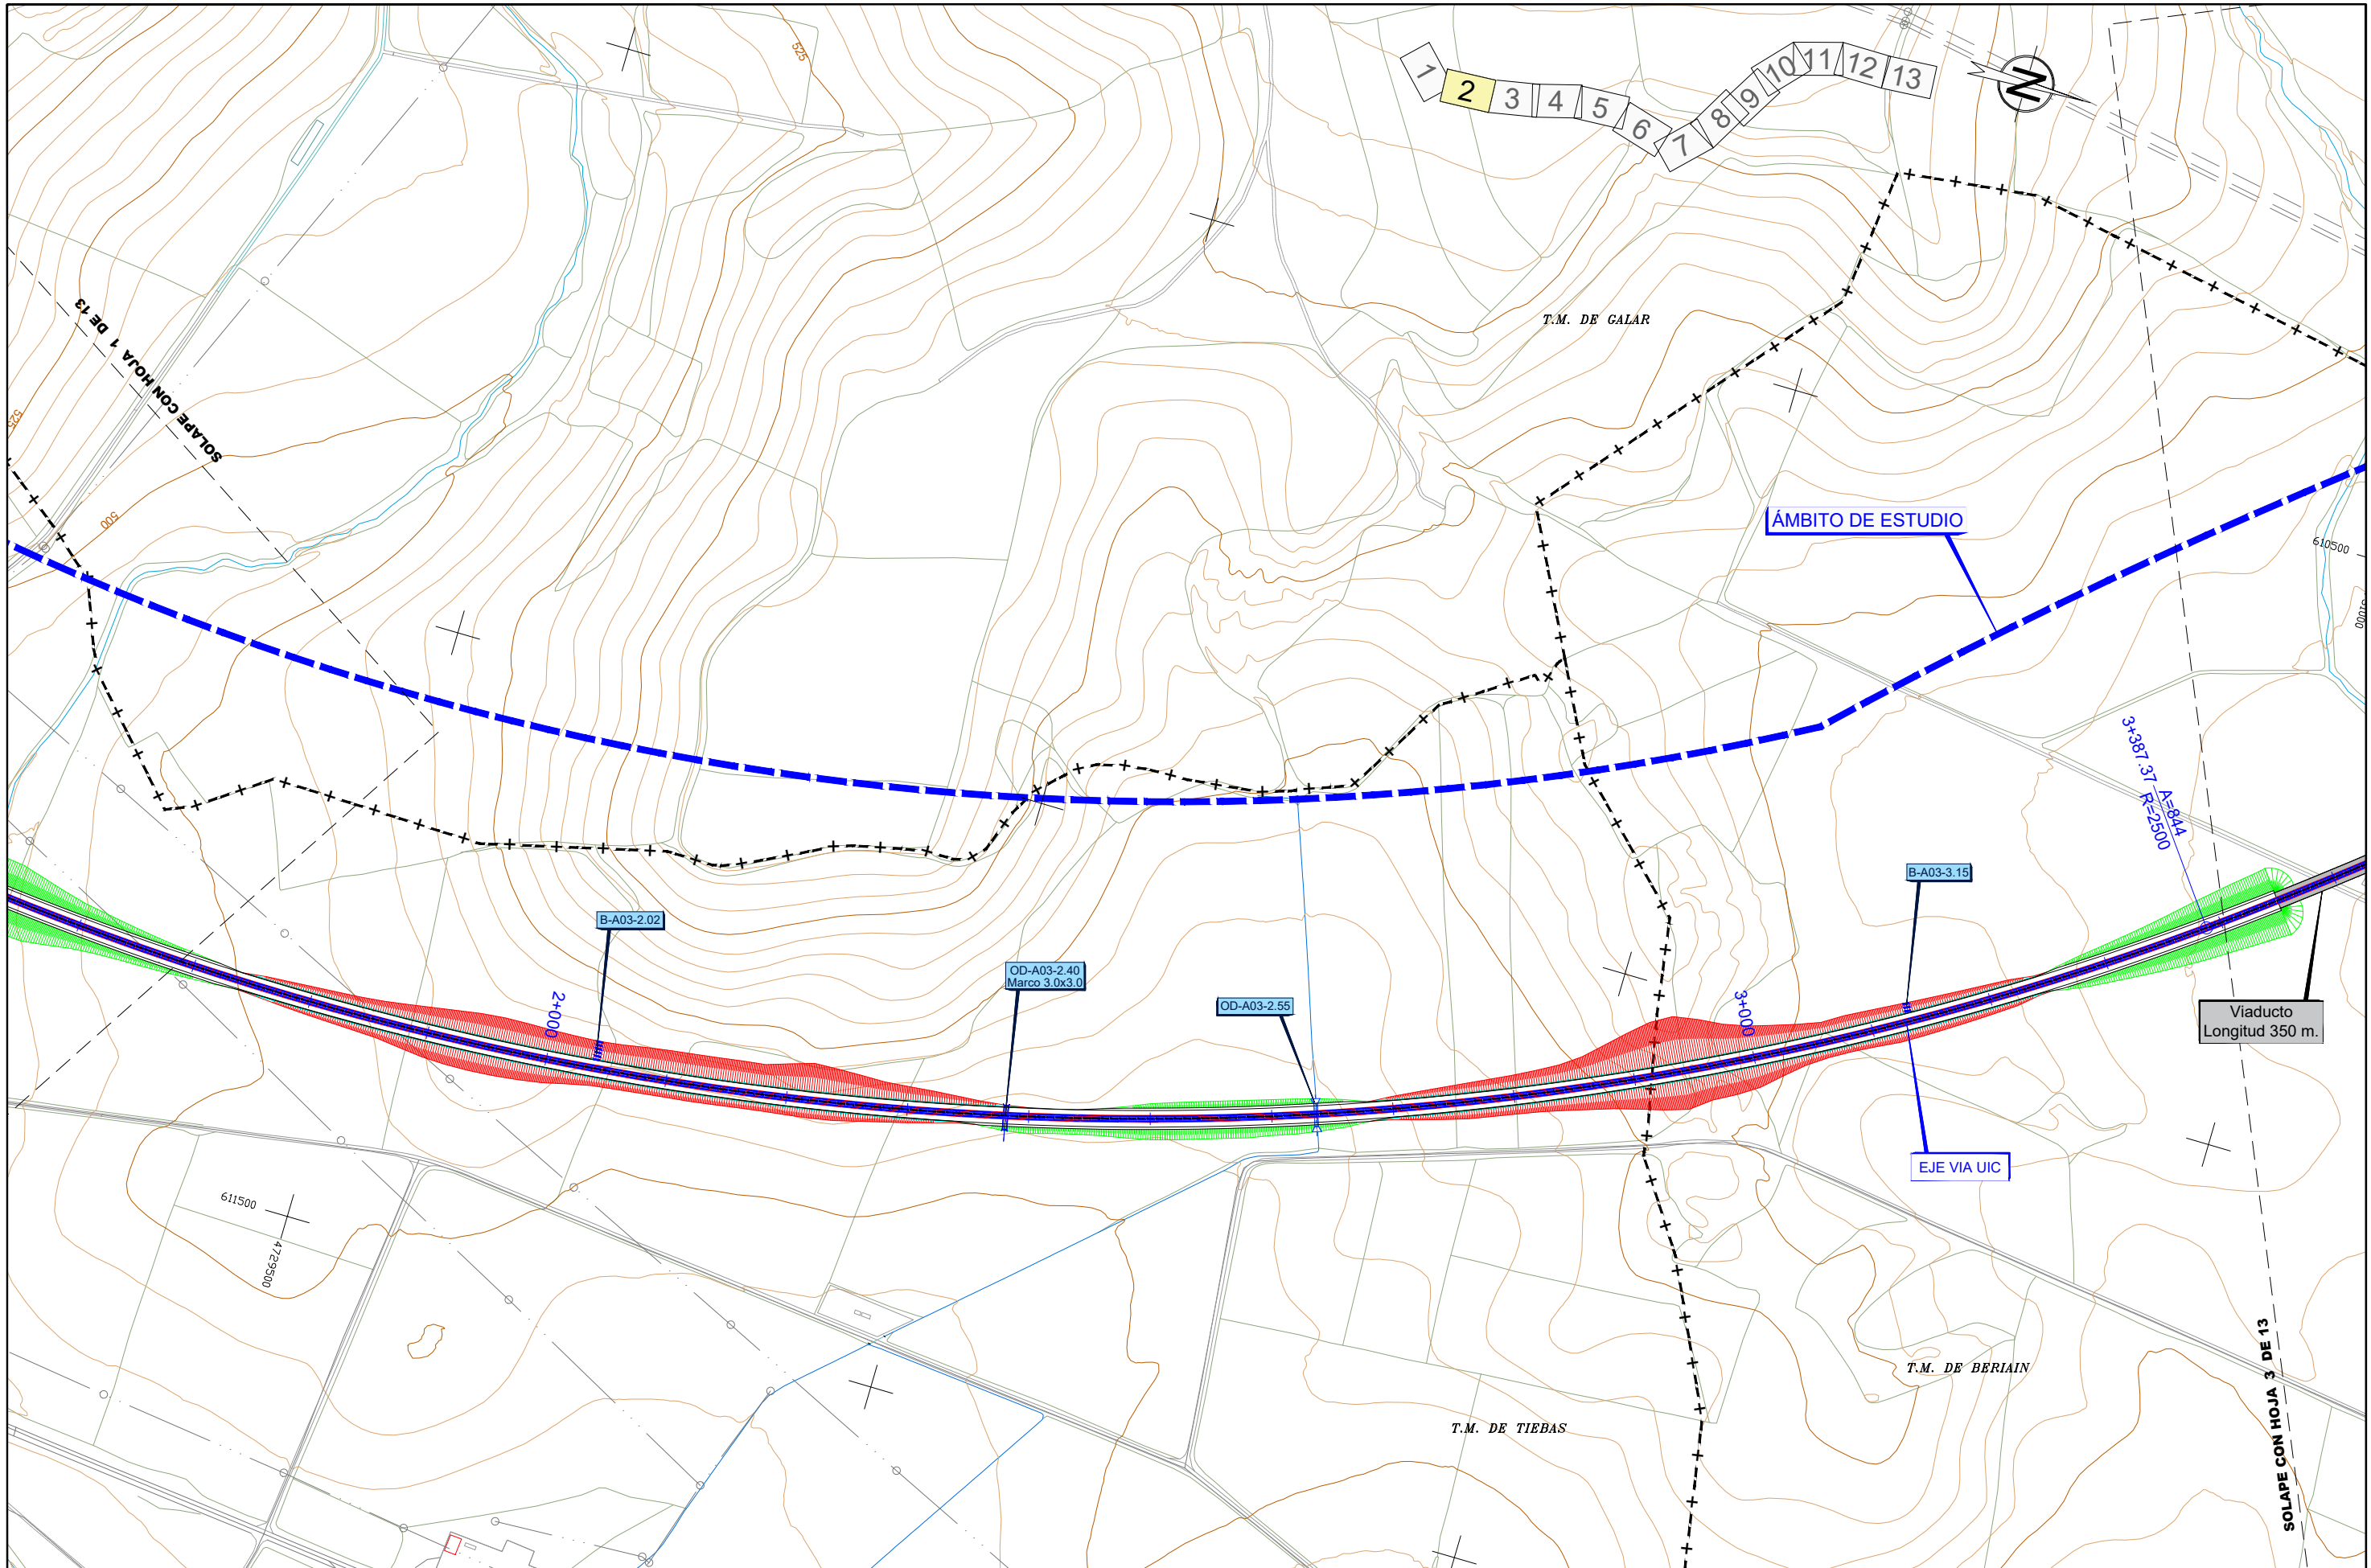 525
1
2
3
4
5
6
7
8
9
10
11
12
13
N
SOLAPE CON HOJA 1 DE 13
T.M. DE GALAR
525
500
ÁMBITO DE ESTUDIO
610500
3+387.37
A=844
R=2500
B-A03-2.02
B-A03-3.15
OD-A03-2.40
Marco 3.0x3.0
OD-A03-2.55
2+000
3+000
Viaducto
Longitud 350 m.
EJE VIA UIC
611500
4729500
T.M. DE BERIAIN
T.M. DE TIEBAS
SOLAPE CON HOJA 3 DE 13